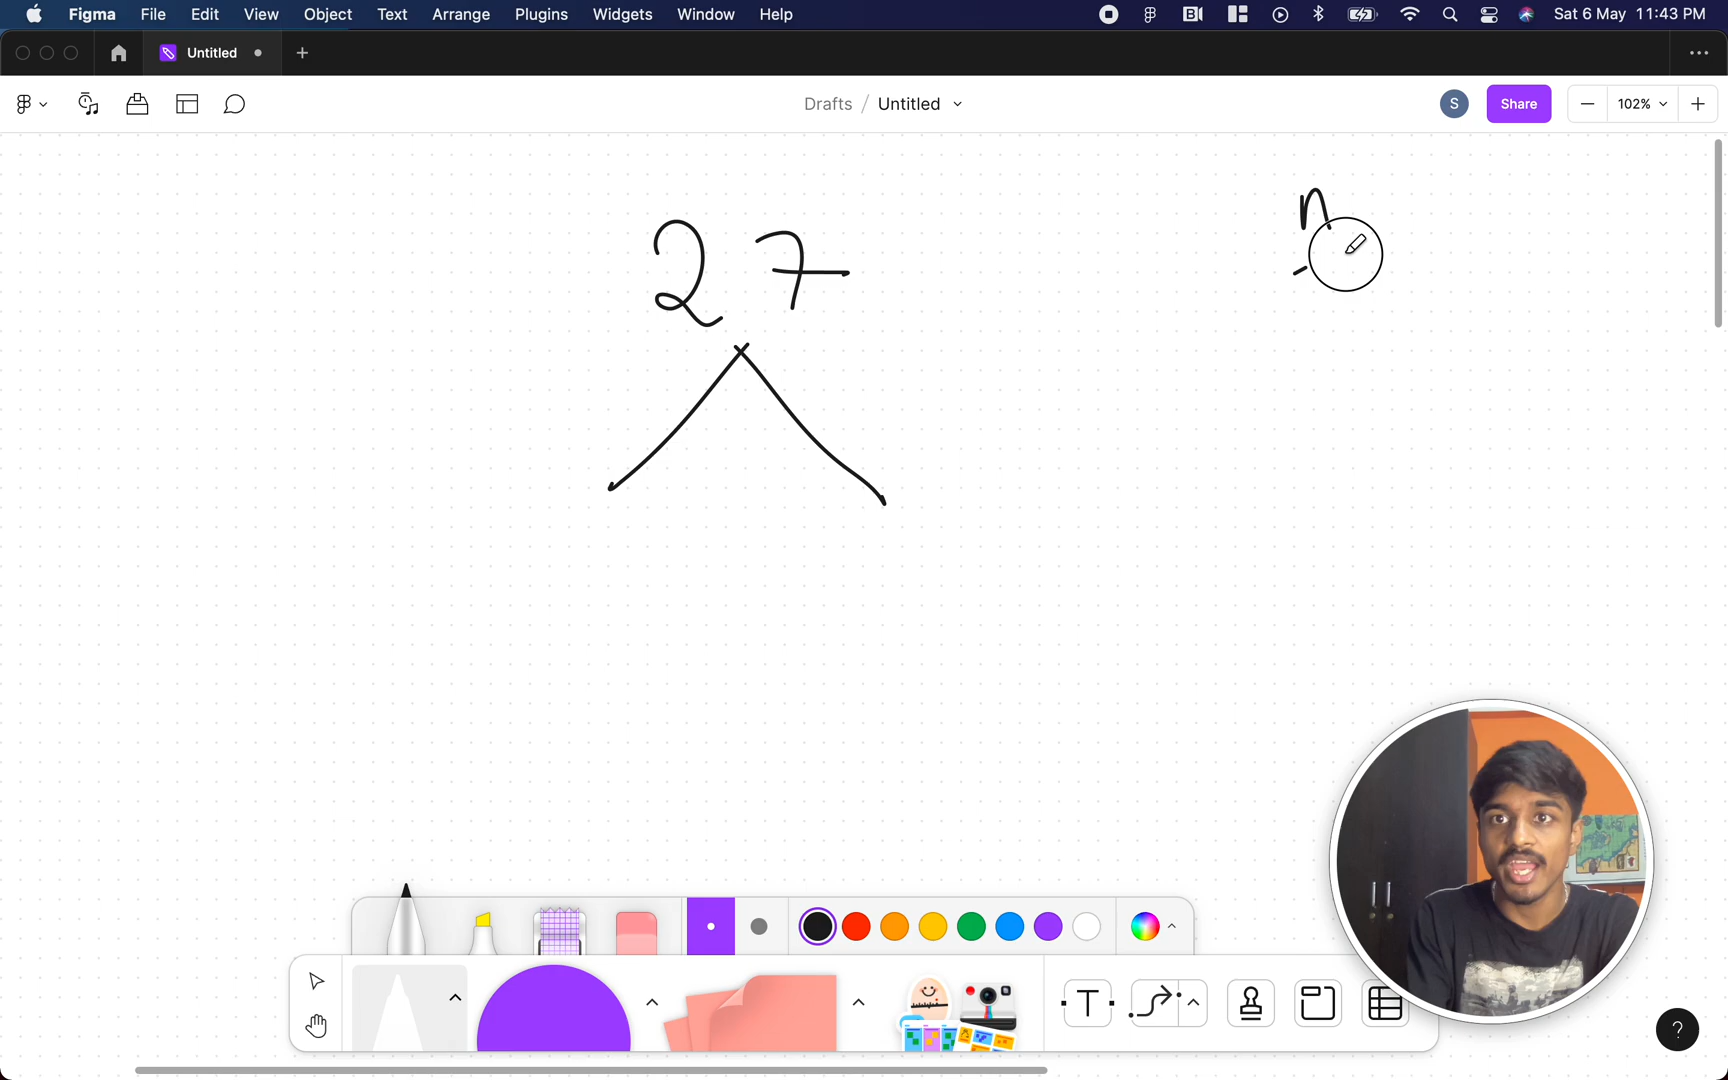 Figma File Edit View Object Text Arrange Plugins Widgets Window Help Sat 6 May 11:43 PM
Untitled
Drafts / Untitled S Share 102%
n
27
T
?